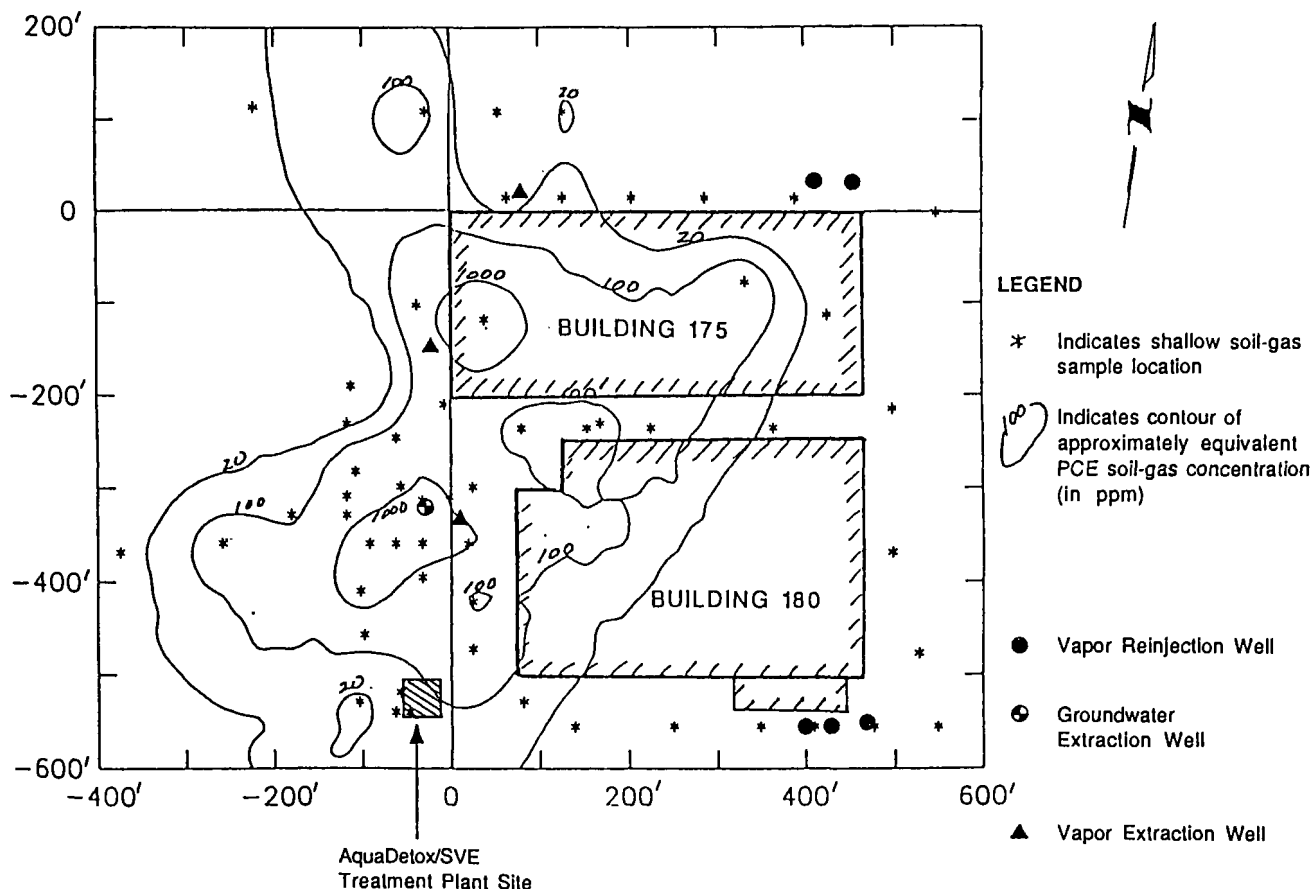 200'
100
20
N
0
20
1000
100
LEGEND
BUILDING 175
* Indicates shallow soil-gas
sample location
-200'
100 Indicates contour of
approximately equivalent
PCE soil-gas concentration
(in ppm)
20
100
1000
100
100
-400'
BUILDING 180
Vapor Reinjection Well
20
Groundwater
Extraction Well
-600'
-400' -200' 0 200' 400' 600'
Vapor Extraction Well
AquaDetox/SVE
Treatment Plant Site